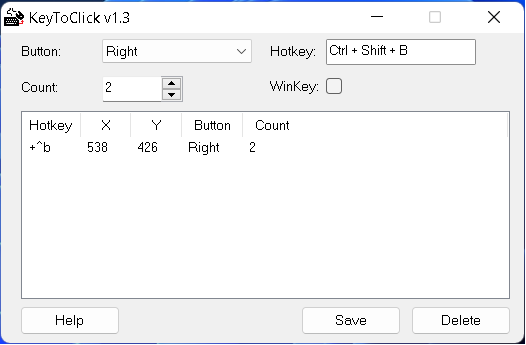 KeyToClick v1.3
Button: Right Hotkey: Ctrl + Shift + B
Count: 2 WinKey:
Hotkey X Y Button Count
+^b 538 426 Right 2
Help Save Delete